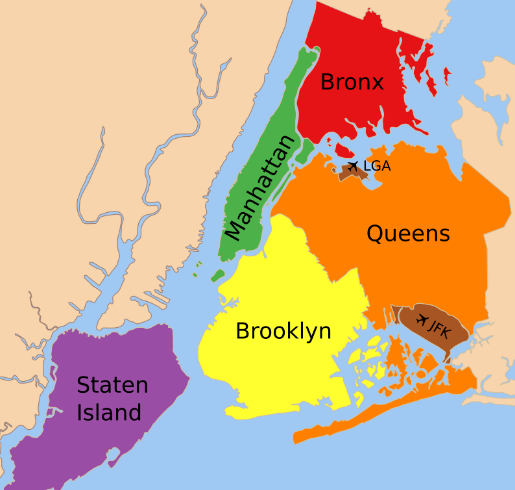 Bronx
Manhattan
LGA
Queens
Brooklyn
JFK
Staten
Island